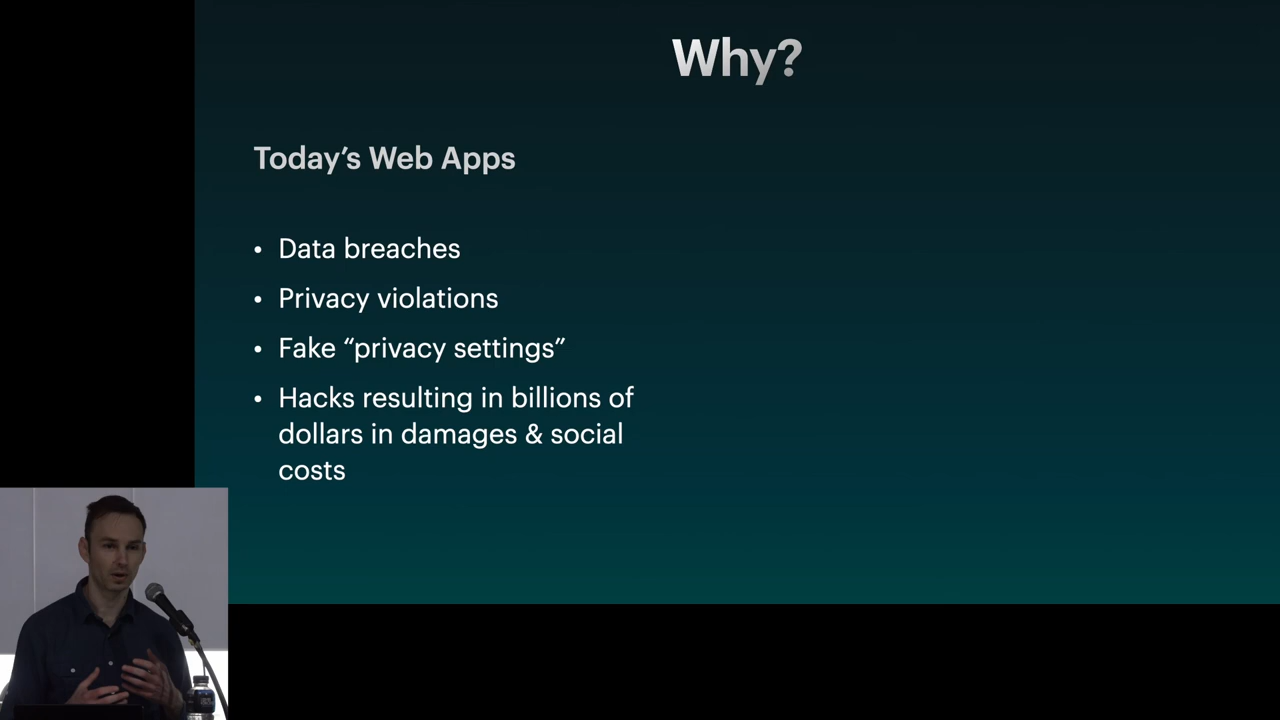 Why?
Today’s Web Apps
• Data breaches
• Privacy violations
• Fake “privacy settings”
• Hacks resulting in billions of
dollars in damages & social
costs